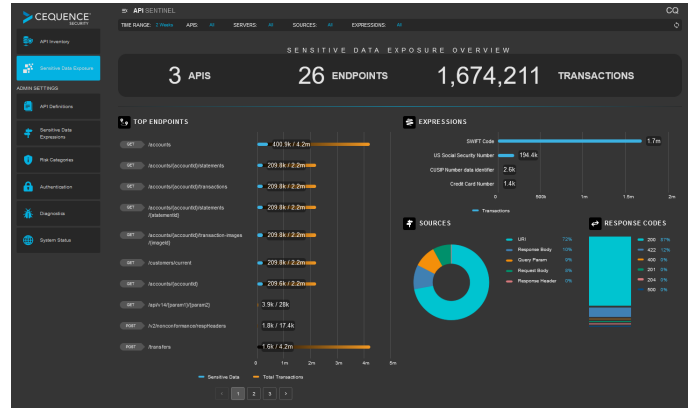 CEQUENCE
SECURITY
API SENTINEL
CQ
TIME RANGE: 2 Weeks APIS: All SERVERS: All SOURCES: All EXPRESSIONS: All
API Inventory
Sensitive Data Exposure
ADMIN SETTINGS
API Definitions
Sensitive Data
Expressions
Risk Categories
Authentication
Diagnostics
System Status
SENSITIVE DATA EXPOSURE OVERVIEW
3 APIS 26 ENDPOINTS 1,674,211 TRANSACTIONS
TOP ENDPOINTS
GET /accounts 400.9k / 4.2m
GET /accounts/{accountId}/statements 209.8k / 2.2m
GET /accounts/{accountId}/transactions 209.8k / 2.2m
GET /accounts/{accountId}/statements
/{statementId} 209.8k / 2.2m
GET /accounts/{accountId}/transaction-images
/{imageId} 209.8k / 2.2m
GET /customers/current 209.8k / 2.2m
GET /accounts/{accountId} 209.6k / 2.2m
GET /api/v14/{param1}/{param2} 3.9k / 28k
POST /v2/nonconformance/respHeaders 1.8k / 17.4k
POST /transfers 1.6k / 4.2m
0 1m 2m 3m 4m 5m
Sensitive Data Total Transactions
1 2 3
EXPRESSIONS
SWIFT Code 1.7m
US Social Security Number 194.4k
CUSIP Number data identifier 2.6k
Credit Card Number 1.4k
0 500k 1m 1.5m 2m
Transactions
SOURCES
URI 72%
Response Body 10%
Query Param 9%
Request Body 8%
Response Header 0%
RESPONSE CODES
200 87%
422 12%
400 0%
201 0%
204 0%
500 0%